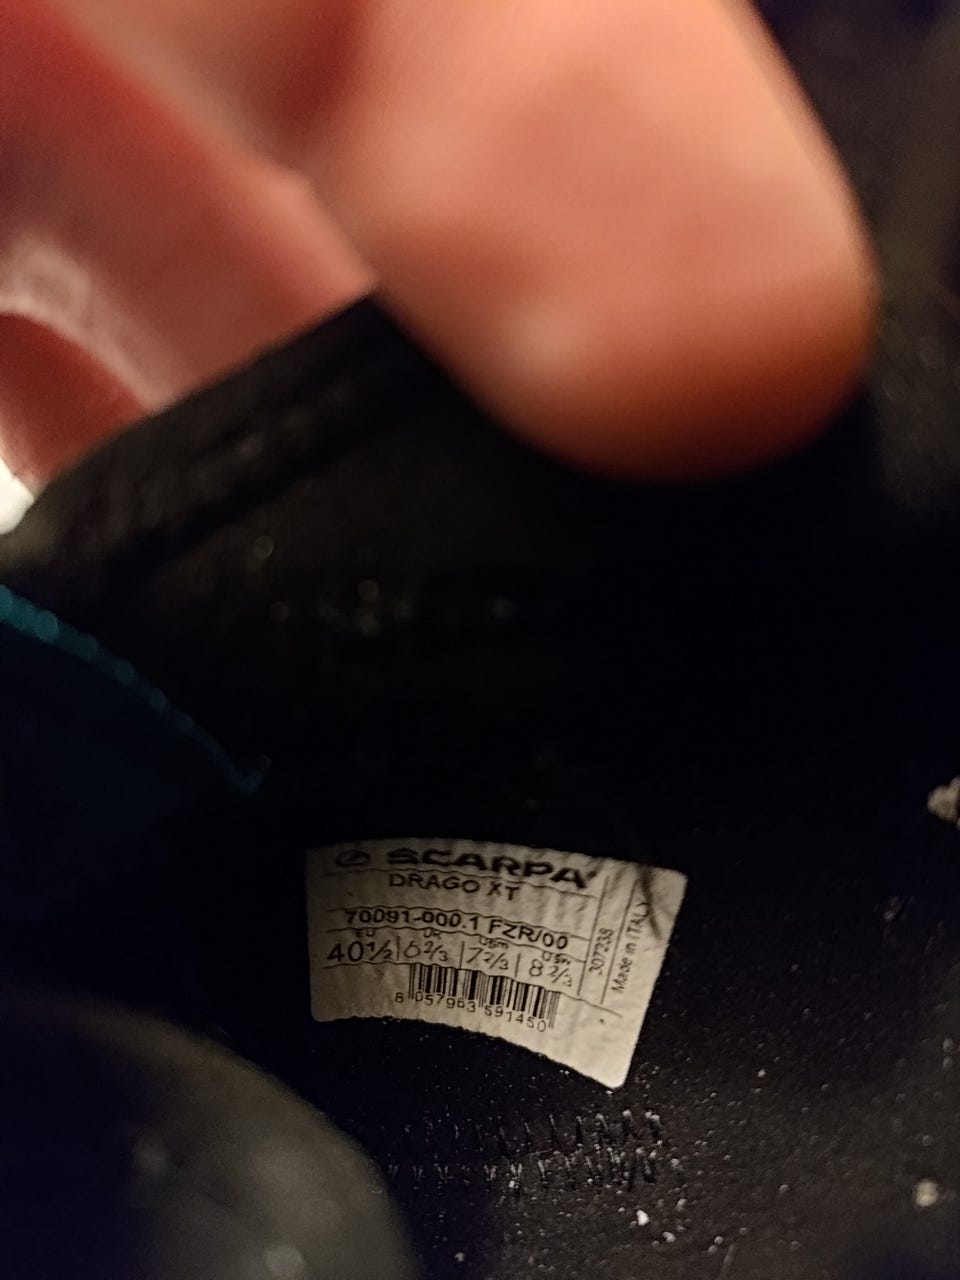 SCARPA
DRAGO XT
70091-000.1 FZR/00
EU UK USm USw
40½ 6⅔ 7⅔ 8⅔
8 057963 591450
307238
Made in ITALY